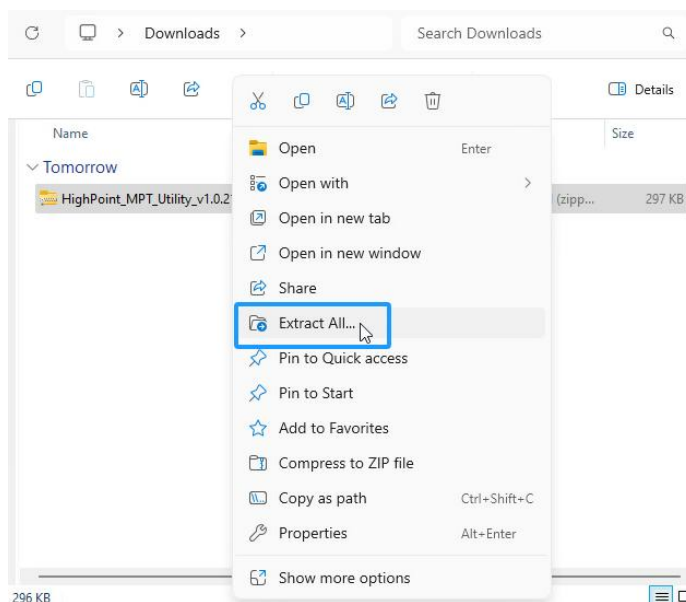 Downloads
Search Downloads
Details
Name
Size
Tomorrow
HighPoint_MPT_Utility_v1.0.2
(zipp...
297 KB
Open Enter
Open with
Open in new tab
Open in new window
Share
Extract All...
Pin to Quick access
Pin to Start
Add to Favorites
Compress to ZIP file
Copy as path Ctrl+Shift+C
Properties Alt+Enter
Show more options
296 KB